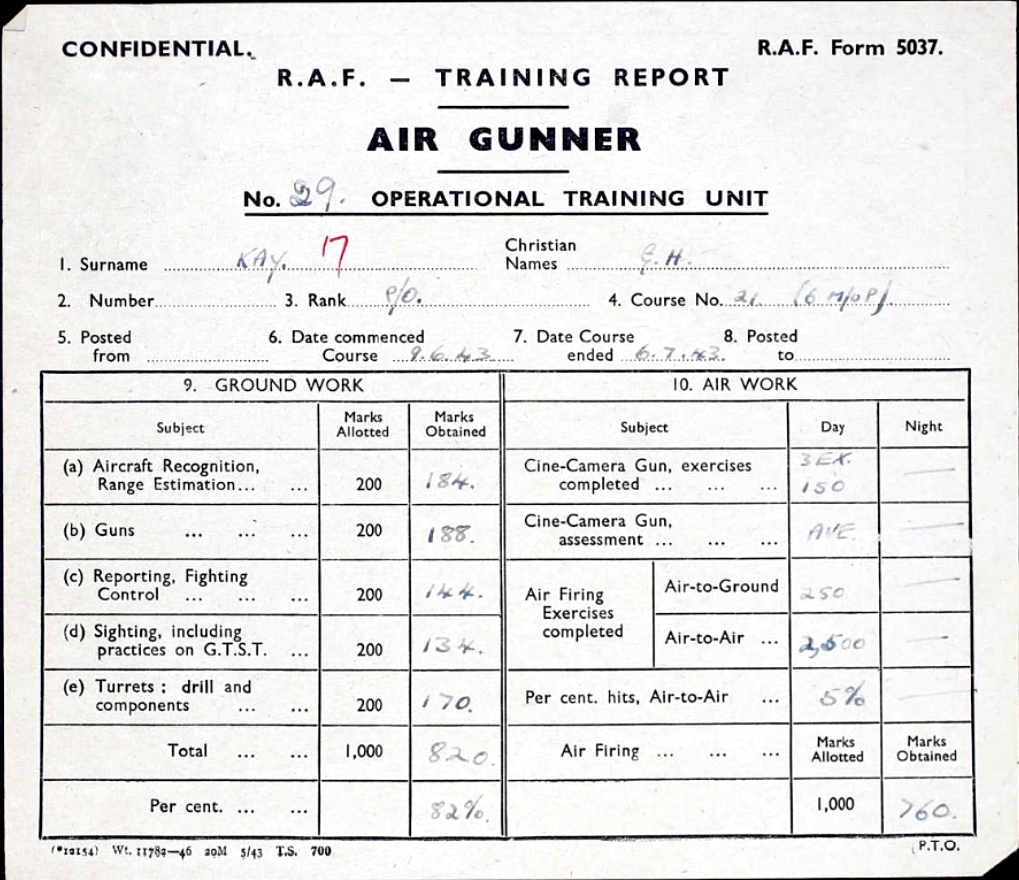 CONFIDENTIAL. R.A.F. Form 5037.
R.A.F. — TRAINING REPORT
AIR GUNNER
No. 29. OPERATIONAL TRAINING UNIT
1. Surname KAY. 17 Christian Names G.H.
2. Number 3. Rank P/O. 4. Course No. 21.
5. Posted from 6. Date commenced Course 9.6.43. 7. Date Course ended 6.7.43. 8. Posted to
9. GROUND WORK 10. AIR WORK
Subject Marks Allotted Marks Obtained Subject Day Night
(a) Aircraft Recognition, Range Estimation... ... 200 184. Cine-Camera Gun, exercises completed ... ... ... 3 EX. 150 —
(b) Guns ... ... ... 200 188. Cine-Camera Gun, assessment ... ... ... AVE. —
(c) Reporting, Fighting Control ... ... ... 200 144. Air Firing Exercises completed Air-to-Ground 250 —
(d) Sighting, including practices on G.T.S.T. ... 200 134. Air-to-Air ... 2,500 —
(e) Turrets : drill and components ... ... 200 170. Per cent. hits, Air-to-Air ... 5% —
Total ... ... 1,000 820. Air Firing ... ... ... Marks Allotted Marks Obtained
Per cent. ... ... 82%. 1,000 760.
(*12154) Wt. 11782—46 20M 5/43 T.S. 700 P.T.O.